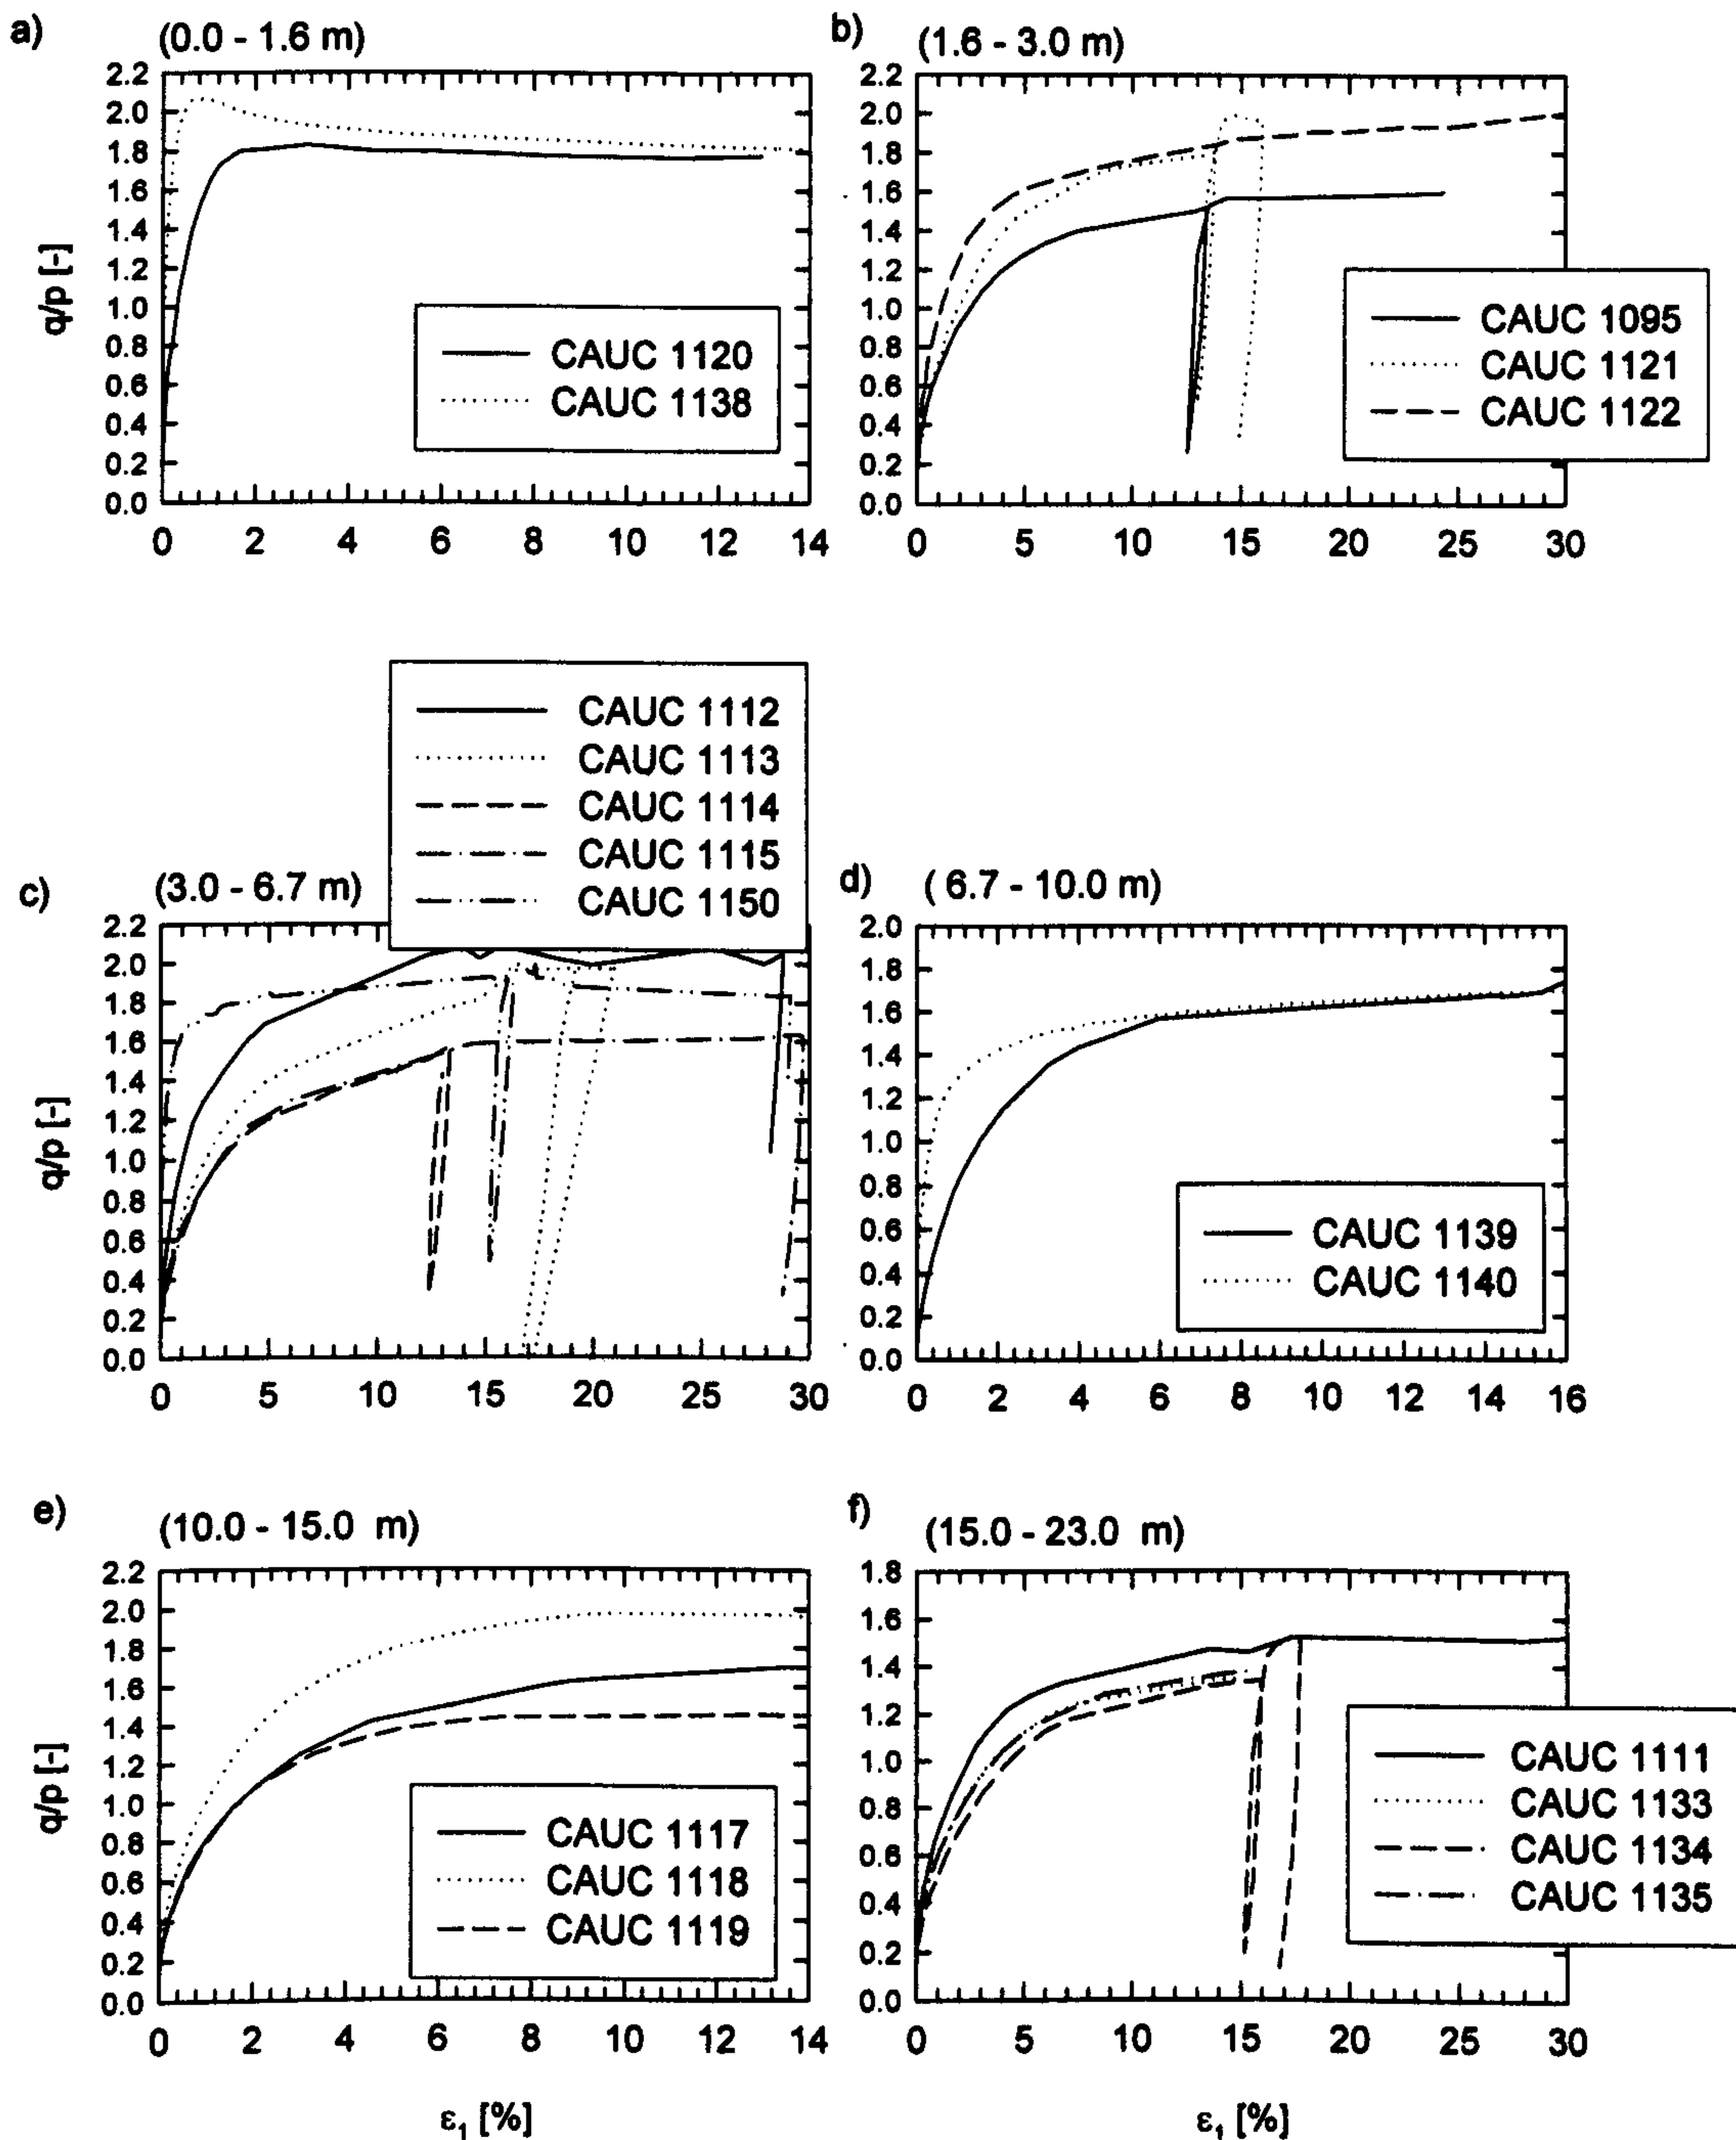 a)
(0.0 - 1.6 m)
2.2
2.0
1.8
1.6
1.4
1.2
1.0
0.8
0.6
0.4
0.2
0.0
q/p [-]
CAUC 1120
CAUC 1138
0 2 4 6 8 10 12 14
b)
(1.6 - 3.0 m)
2.2
2.0
1.8
1.6
1.4
1.2
1.0
0.8
0.6
0.4
0.2
0.0
CAUC 1095
CAUC 1121
CAUC 1122
0 5 10 15 20 25 30
CAUC 1112
CAUC 1113
CAUC 1114
CAUC 1115
CAUC 1150
c)
(3.0 - 6.7 m)
2.2
2.0
1.8
1.6
1.4
1.2
1.0
0.8
0.6
0.4
0.2
0.0
q/p [-]
0 5 10 15 20 25 30
d)
( 6.7 - 10.0 m)
2.0
1.8
1.6
1.4
1.2
1.0
0.8
0.6
0.4
0.2
0.0
CAUC 1139
CAUC 1140
0 2 4 6 8 10 12 14 16
e)
(10.0 - 15.0 m)
2.2
2.0
1.8
1.6
1.4
1.2
1.0
0.8
0.6
0.4
0.2
0.0
q/p [-]
CAUC 1117
CAUC 1118
CAUC 1119
0 2 4 6 8 10 12 14
ε₁ [%]
f)
(15.0 - 23.0 m)
1.8
1.6
1.4
1.2
1.0
0.8
0.6
0.4
0.2
0.0
CAUC 1111
CAUC 1133
CAUC 1134
CAUC 1135
0 5 10 15 20 25 30
ε₁ [%]